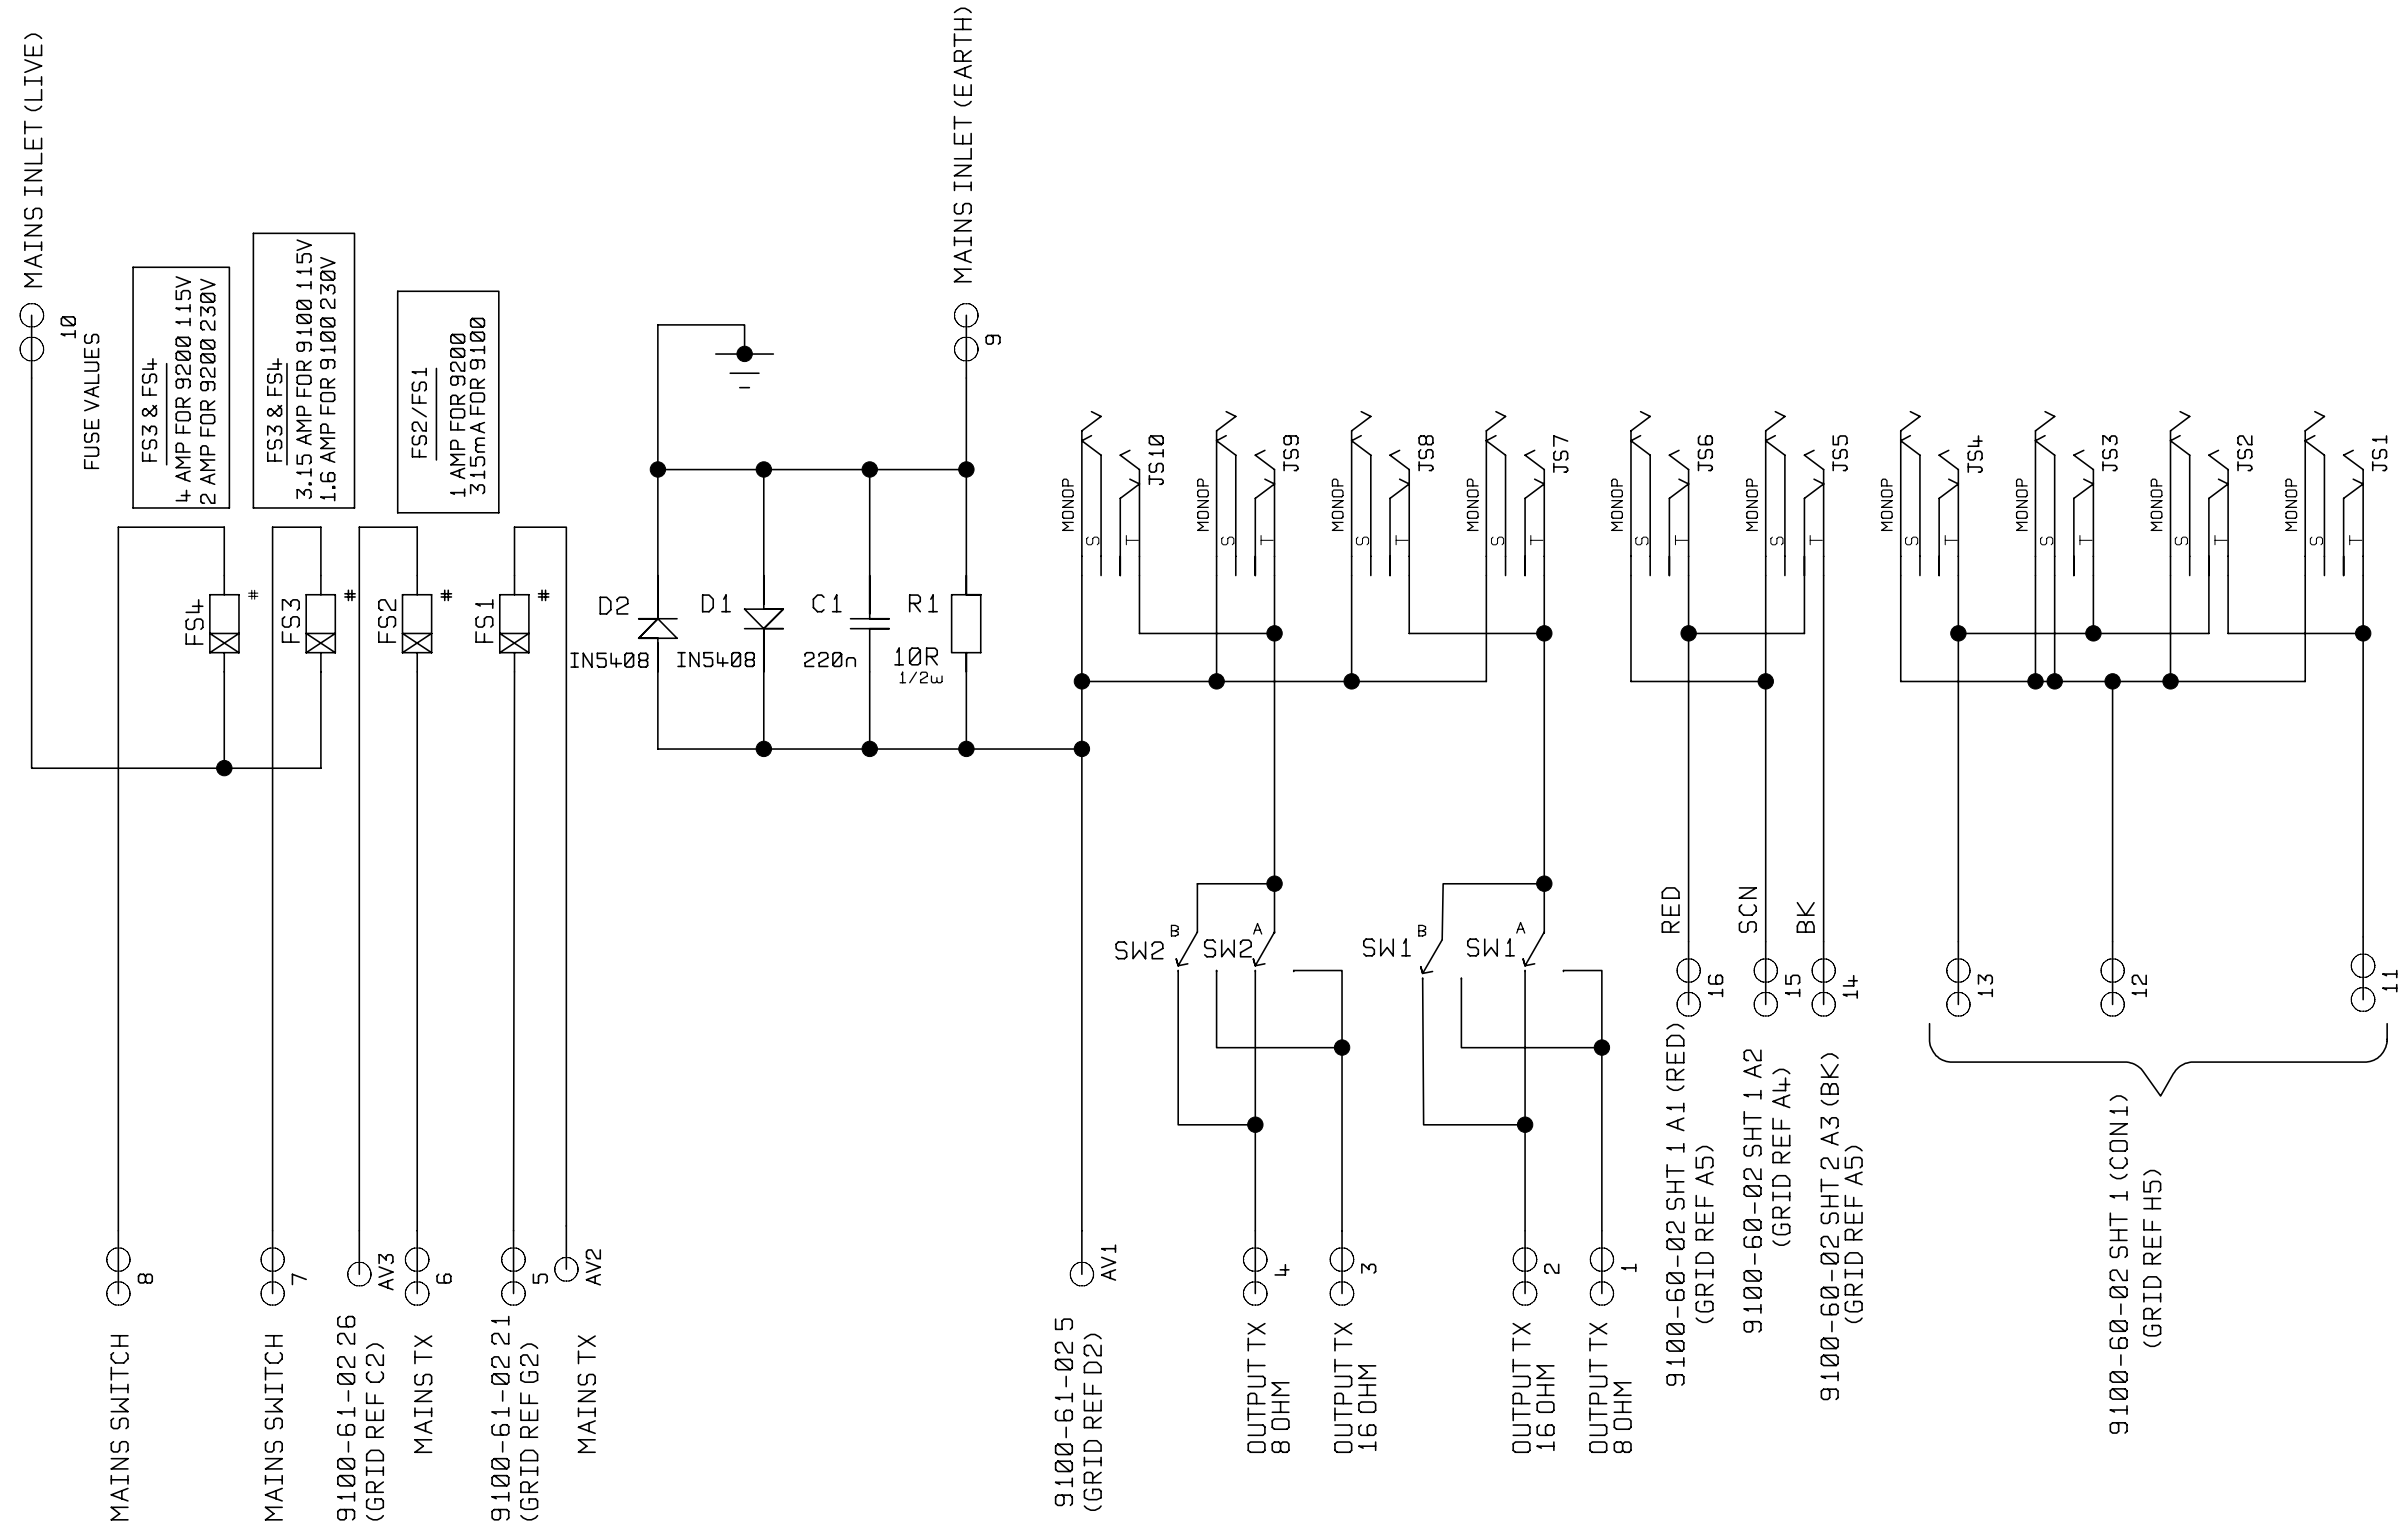 MAINS INLET (LIVE)
10
FUSE VALUES
FS3 & FS4
4 AMP FOR 9200 115V
2 AMP FOR 9200 230V
FS3 & FS4
3.15 AMP FOR 9100 115V
1.6 AMP FOR 9100 230V
FS2/FS1
1 AMP FOR 9200
315mA FOR 9100
MAINS INLET (EARTH)
9
FS4
#
FS3
#
FS2
#
FS1
#
D2
IN5408
D1
IN5408
C1
220n
R1
10R
1/2w
MONOP
S
T
JS10
MONOP
S
T
JS9
MONOP
S
T
JS8
MONOP
S
T
JS7
MONOP
S
T
JS6
MONOP
S
T
JS5
MONOP
S
T
JS4
MONOP
S
T
JS3
MONOP
S
T
JS2
MONOP
S
T
JS1
SW2
B
SW2
A
SW1
B
SW1
A
RED
16
SCN
15
BK
14
13
12
11
8
7
AV3
6
5
AV2
AV1
4
3
2
1
MAINS SWITCH
MAINS SWITCH
9100-61-02 26
(GRID REF C2)
MAINS TX
9100-61-02 21
(GRID REF G2)
MAINS TX
9100-61-02 5
(GRID REF D2)
OUTPUT TX
8 OHM
OUTPUT TX
16 OHM
OUTPUT TX
16 OHM
OUTPUT TX
8 OHM
9100-60-02 SHT 1 A1 (RED)
(GRID REF A5)
9100-60-02 SHT 1 A2
(GRID REF A4)
9100-60-02 SHT 2 A3 (BK)
(GRID REF A5)
9100-60-02 SHT 1 (CON1)
(GRID REF H5)